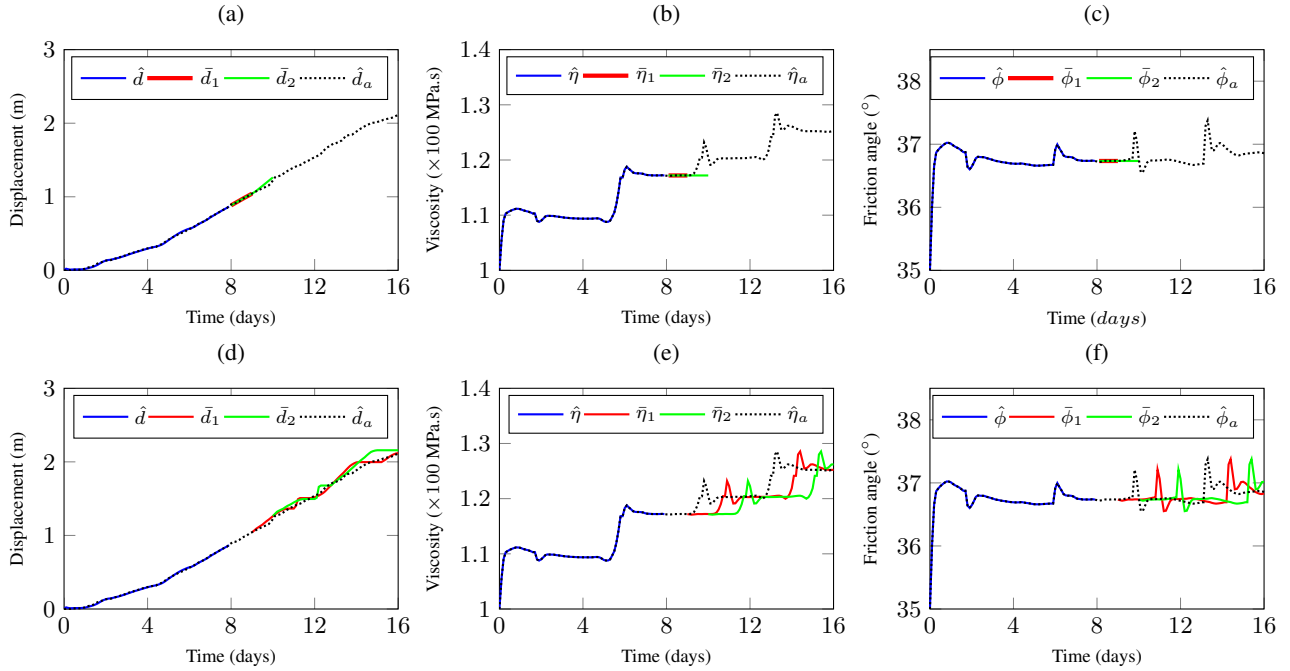 (a) (b) (c)
3 1.4 38
d̂ d̄₁ d̄₂ d̂ₐ η̂ η̄₁ η̄₂ η̂ₐ ϕ̂ ϕ̄₁ ϕ̄₂ ϕ̂ₐ
Displacement (m) Viscosity (×100 MPa.s) Friction angle (°)
2 1.3 37
1 1.2 36
0 1.1 35
1
0 4 8 12 16 0 4 8 12 16 0 4 8 12 16
Time (days) Time (days) Time (days)
(d) (e) (f)
3 1.4 38
d̂ d̄₁ d̄₂ d̂ₐ η̂ η̄₁ η̄₂ η̂ₐ ϕ̂ ϕ̄₁ ϕ̄₂ ϕ̂ₐ
Displacement (m) Viscosity (×100 MPa.s) Friction angle (°)
2 1.3 37
1 1.2 36
0 1.1 35
1
0 4 8 12 16 0 4 8 12 16 0 4 8 12 16
Time (days) Time (days) Time (days)